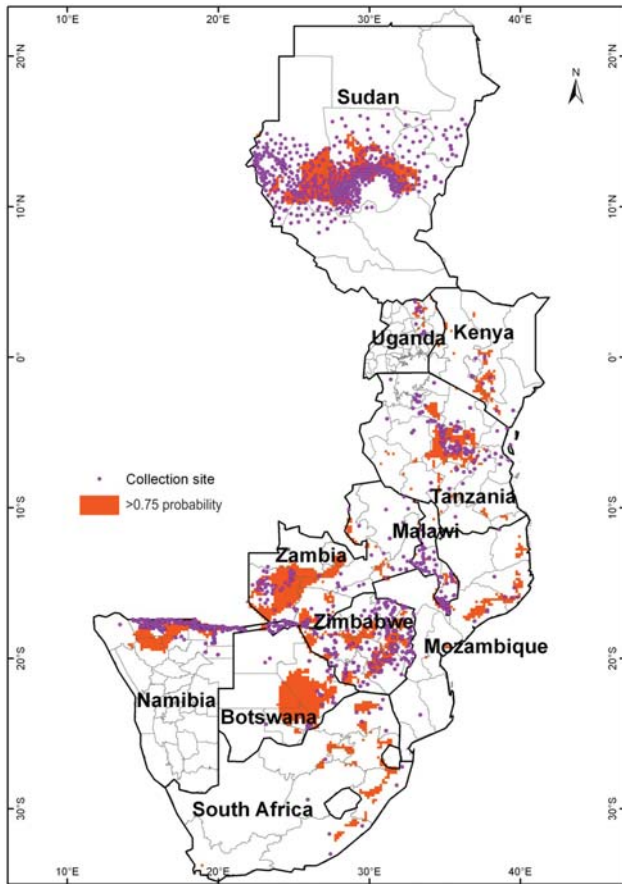 10°E 20°E 30°E 40°E
20°N 20°N
N
Sudan
10°N 10°N
Uganda Kenya
0° 0°
Collection site
>0.75 probability
Tanzania
10°S 10°S
Malawi
Zambia
Zimbabwe
Mozambique
20°S 20°S
Namibia
Botswana
South Africa
30°S 30°S
10°E 20°E 30°E 40°E